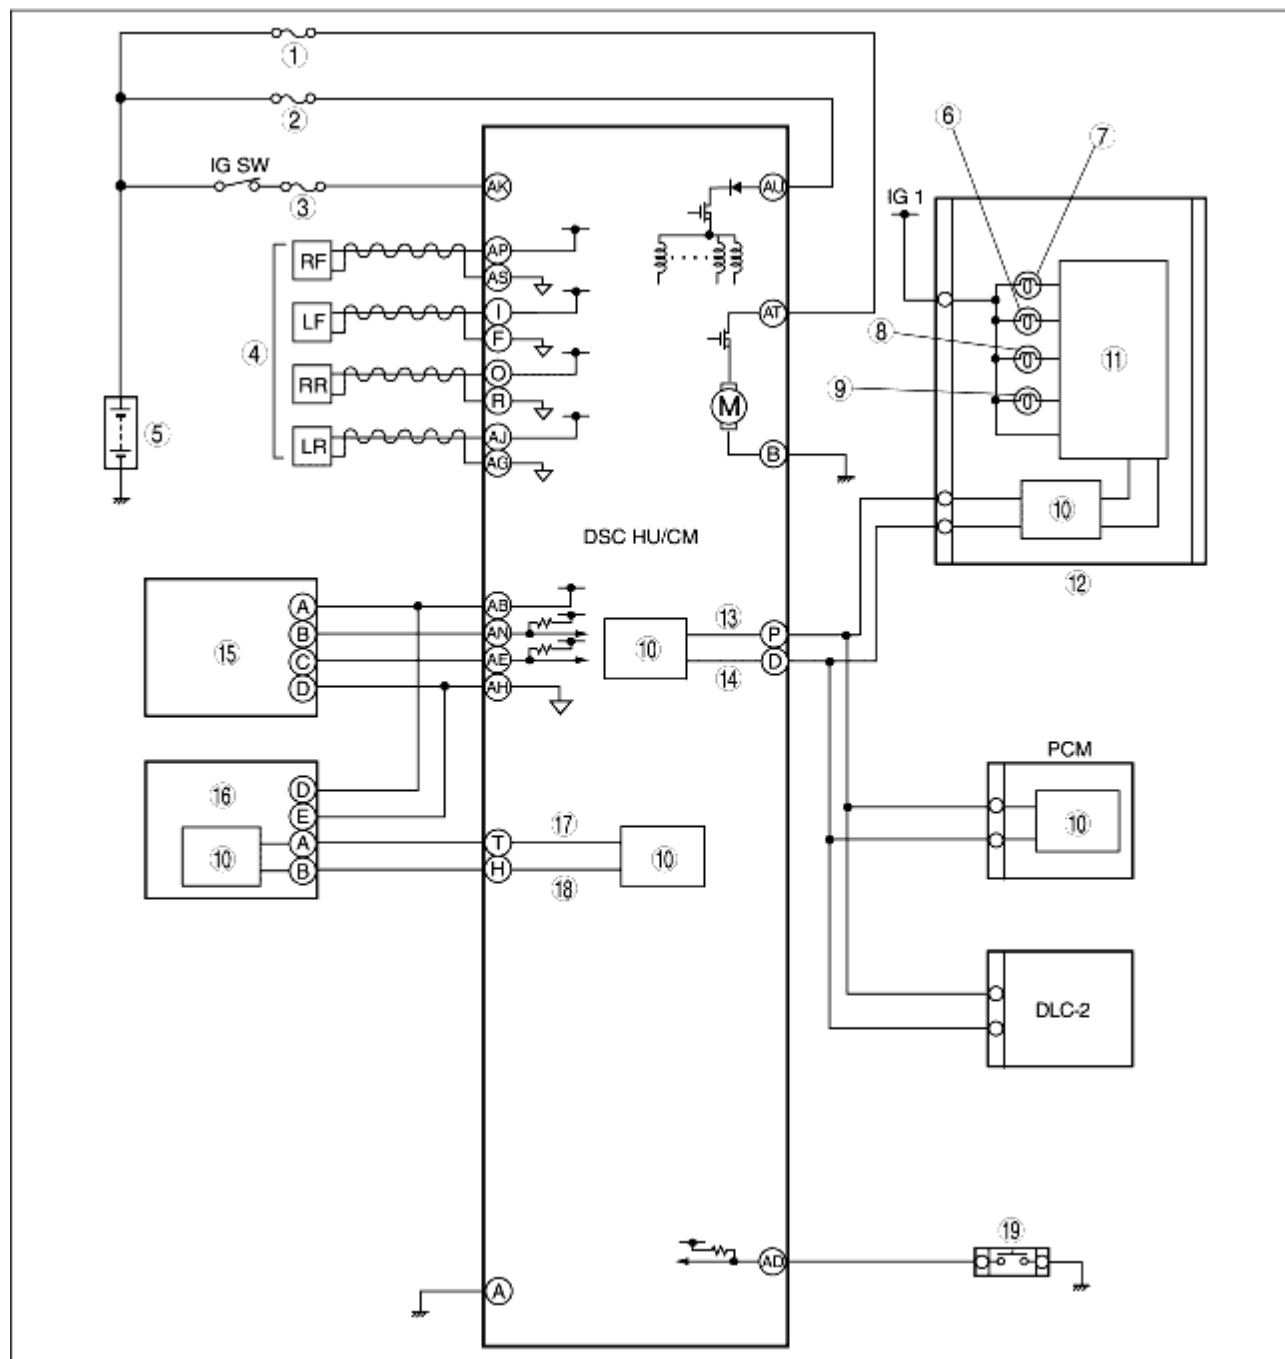 ①
②
IG SW
③
AK
AU
⑥
⑦
IG 1
RF
AP
AS
LF
I
F
④
RR
O
R
LR
AJ
AG
AT
M
B
⑧
⑨
⑪
⑤
DSC HU/CM
⑩
⑫
A
B
C
D
⑮
AB
AN
AE
AH
⑩
⑬
⑭
P
D
PCM
⑩
⑯
D
E
A
B
⑩
T
H
⑰
⑱
⑩
DLC-2
⑲
AD
A